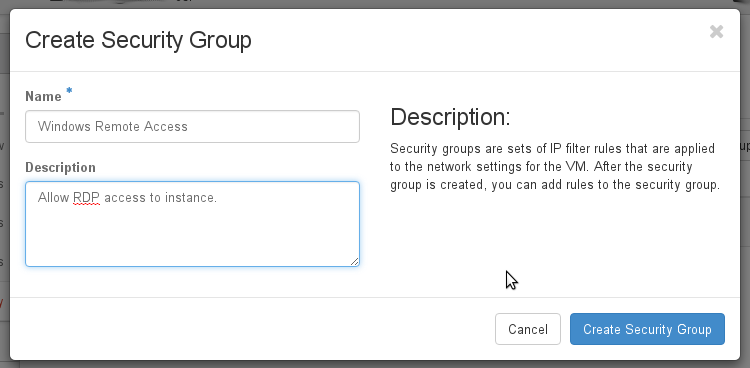 Create Security Group
Name *
Windows Remote Access
Description
Allow RDP access to instance.
Description:
Security groups are sets of IP filter rules that are applied
to the network settings for the VM. After the security
group is created, you can add rules to the security group.
Cancel
Create Security Group